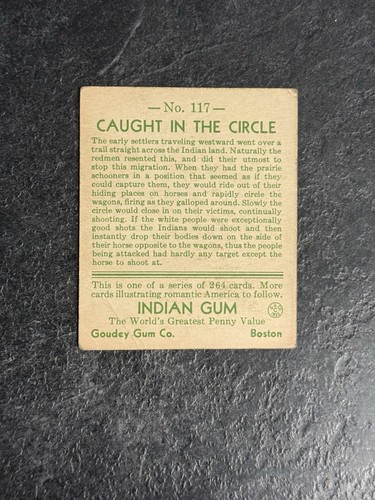 — No. 117 —
CAUGHT IN THE CIRCLE
The early settlers traveling westward went over a
trail straight across the Indian land. Naturally the
redmen resented this, and did their utmost to
stop this migration. When they had the prairie
schooners in a position that seemed as if they
could capture them, they would ride out of their
hiding places on horses and rapidly circle the
wagons, firing as they galloped around. Slowly the
circle would close in on their victims, continually
shooting. If the white people were exceptionally
good shots the Indians would shoot and then
instantly drop their bodies down on the side of
their horse opposite to the wagons, thus the people
being attacked had hardly any target except the
horse to shoot at.
This is one of a series of 264 cards. More
cards illustrating romantic America to follow.
INDIAN GUM
The World's Greatest Penny Value
Goudey Gum Co. Boston